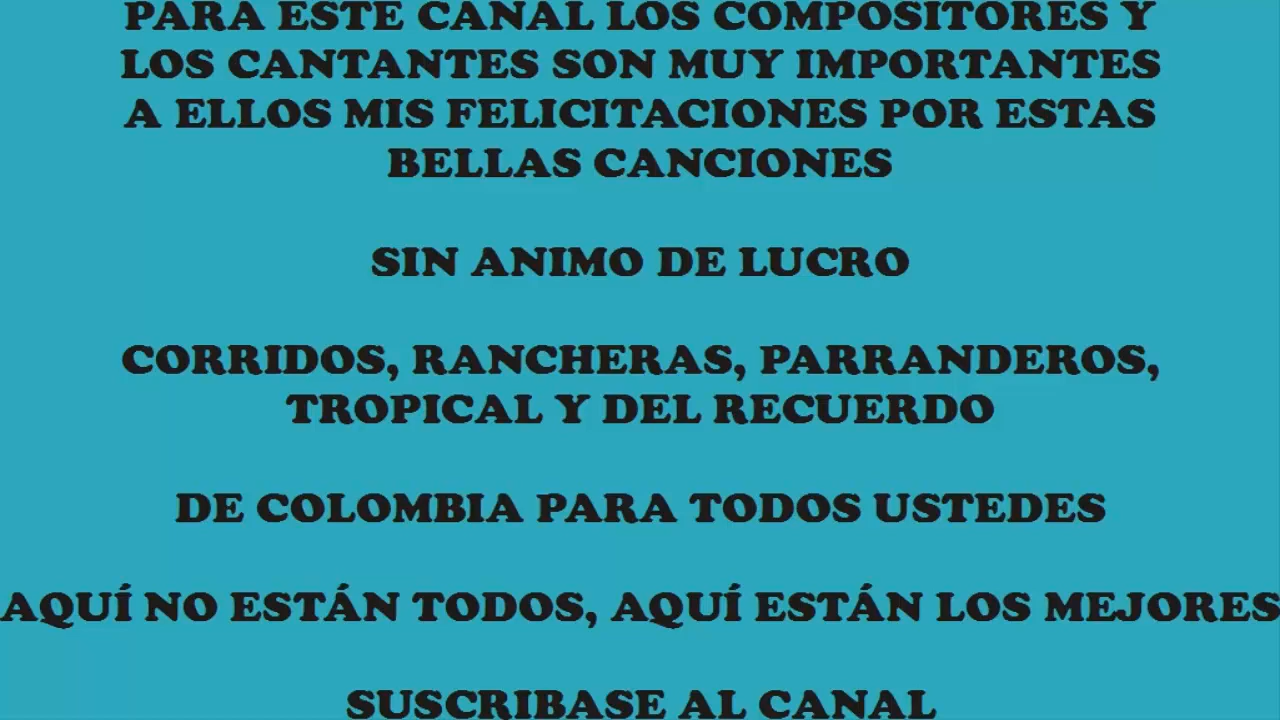 PARA ESTE CANAL LOS COMPOSITORES Y
LOS CANTANTES SON MUY IMPORTANTES
A ELLOS MIS FELICITACIONES POR ESTAS
BELLAS CANCIONES
SIN ANIMO DE LUCRO
CORRIDOS, RANCHERAS, PARRANDEROS,
TROPICAL Y DEL RECUERDO
DE COLOMBIA PARA TODOS USTEDES
AQUÍ NO ESTÁN TODOS, AQUÍ ESTÁN LOS MEJORES
SUSCRIBASE AL CANAL